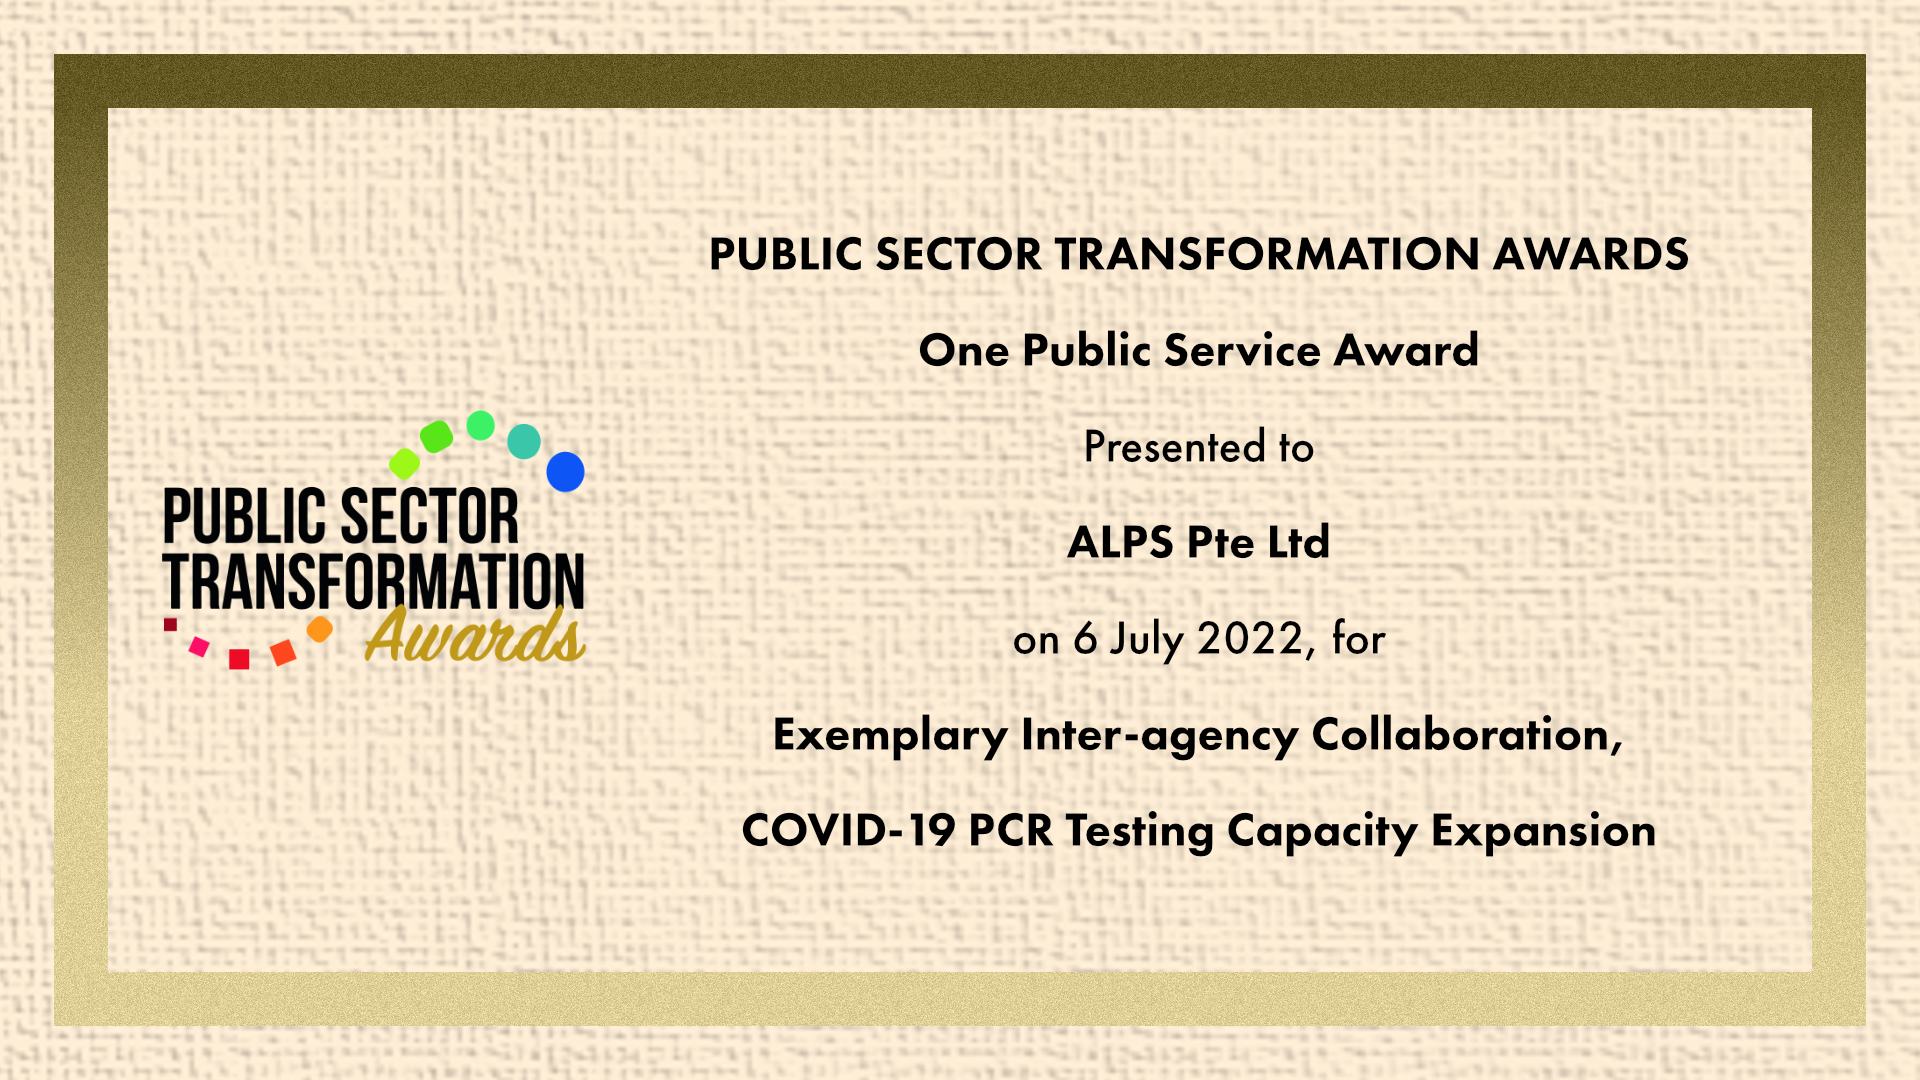 PUBLIC SECTOR
TRANSFORMATION
Awards
PUBLIC SECTOR TRANSFORMATION AWARDS
One Public Service Award
Presented to
ALPS Pte Ltd
on 6 July 2022, for
Exemplary Inter-agency Collaboration,
COVID-19 PCR Testing Capacity Expansion